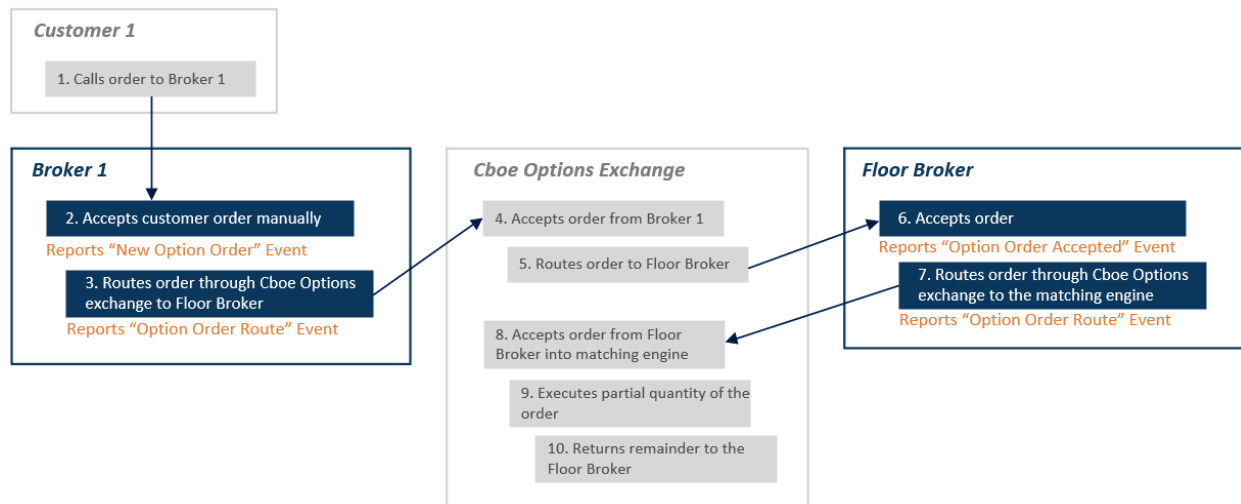 Customer 1
1. Calls order to Broker 1
Broker 1
2. Accepts customer order manually
Reports “New Option Order” Event
3. Routes order through Cboe Options
exchange to Floor Broker
Reports “Option Order Route” Event
Cboe Options Exchange
4. Accepts order from Broker 1
5. Routes order to Floor Broker
Floor Broker
6. Accepts order
Reports “Option Order Accepted” Event
7. Routes order through Cboe Options
exchange to the matching engine
Reports “Option Order Route” Event
8. Accepts order from Floor
Broker into matching engine
9. Executes partial quantity of the
order
10. Returns remainder to the
Floor Broker